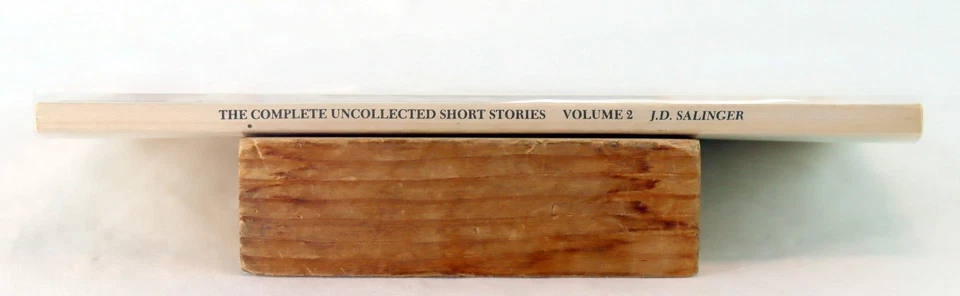 THE COMPLETE UNCOLLECTED SHORT STORIES VOLUME 2 J.D. SALINGER